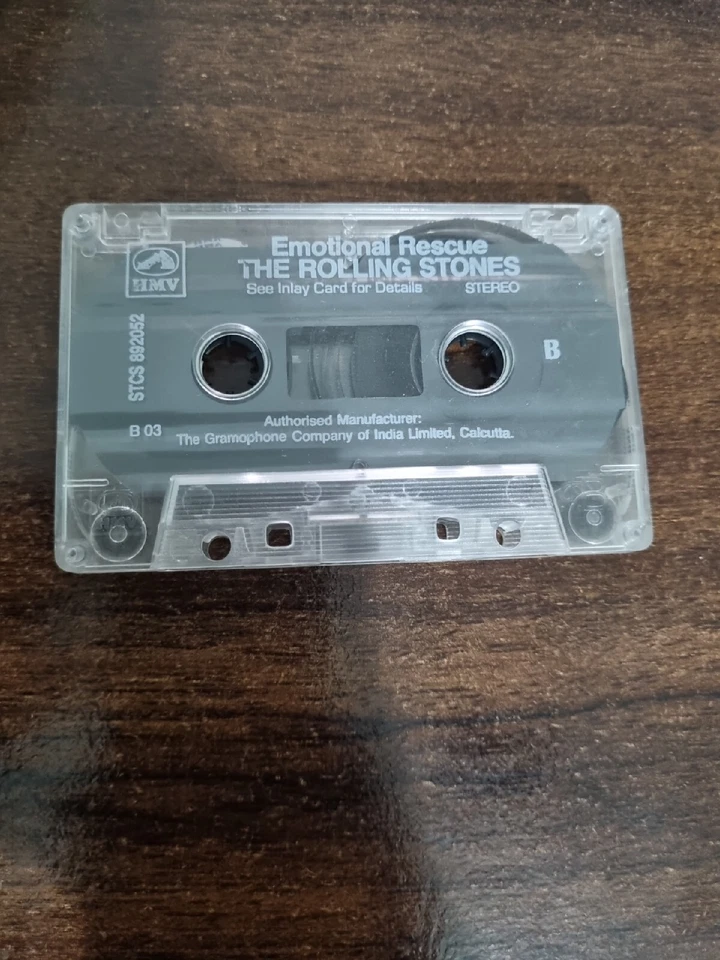 Emotional Rescue
THE ROLLING STONES
See Inlay Card for Details STEREO
HMV
STCS 892052
B
B 03
Authorised Manufacturer:
The Gramophone Company of India Limited, Calcutta.